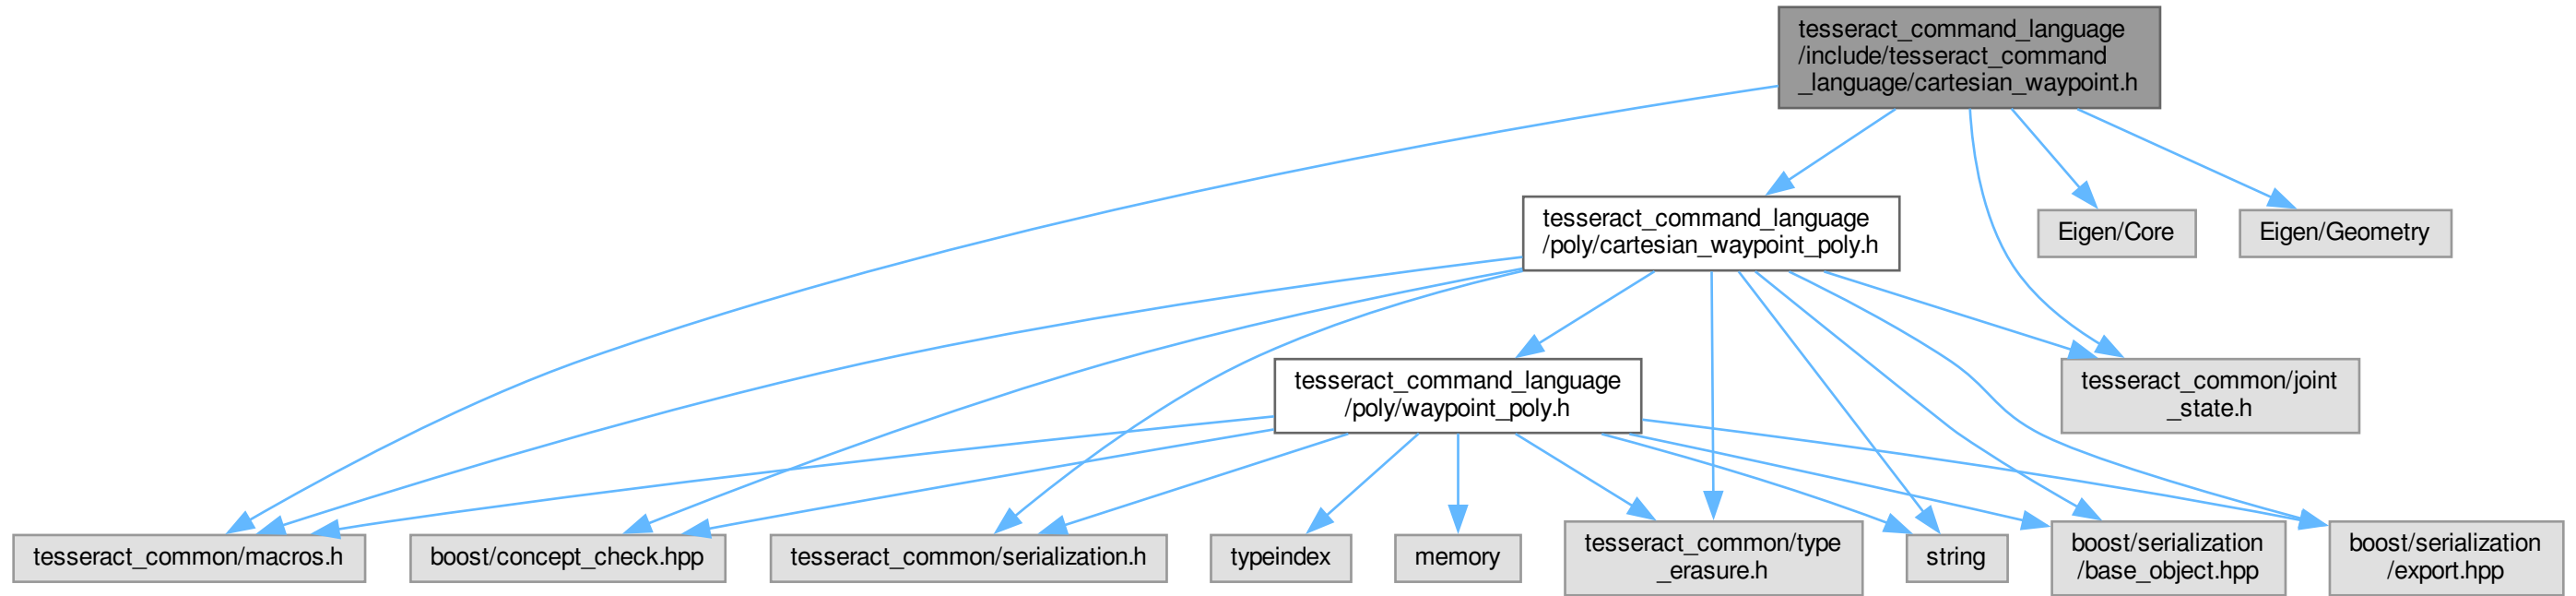 tesseract_command_language
/include/tesseract_command
_language/cartesian_waypoint.h
tesseract_command_language
/poly/cartesian_waypoint_poly.h
Eigen/Core
Eigen/Geometry
tesseract_command_language
/poly/waypoint_poly.h
tesseract_common/joint
_state.h
tesseract_common/macros.h
boost/concept_check.hpp
tesseract_common/serialization.h
typeindex
memory
tesseract_common/type
_erasure.h
string
boost/serialization
/base_object.hpp
boost/serialization
/export.hpp